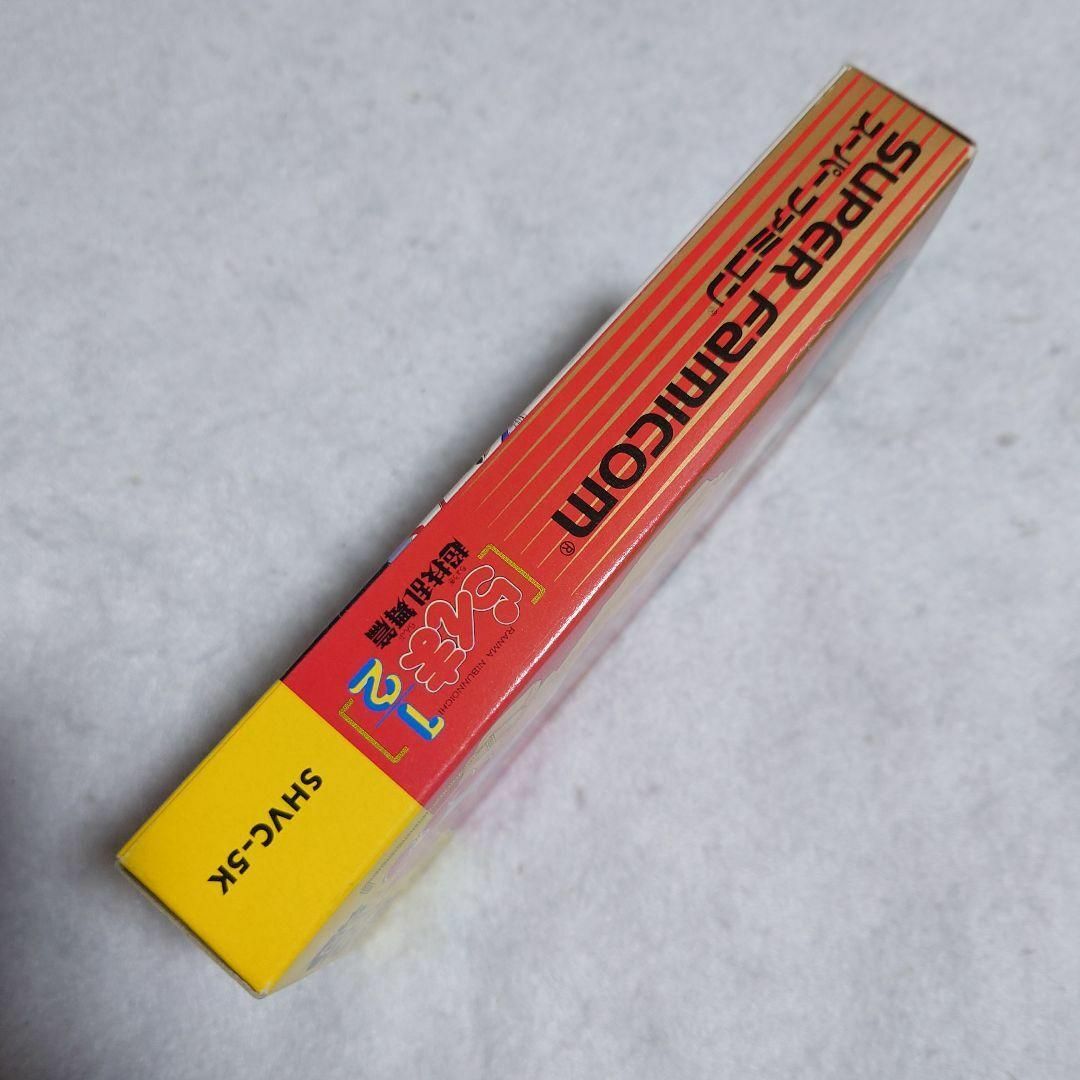 SUPER FAMICOM®
スーパーファミコン
らんま
1/2
RANMA NIBUNNOICHI
超技乱舞篇
SHVC-5K